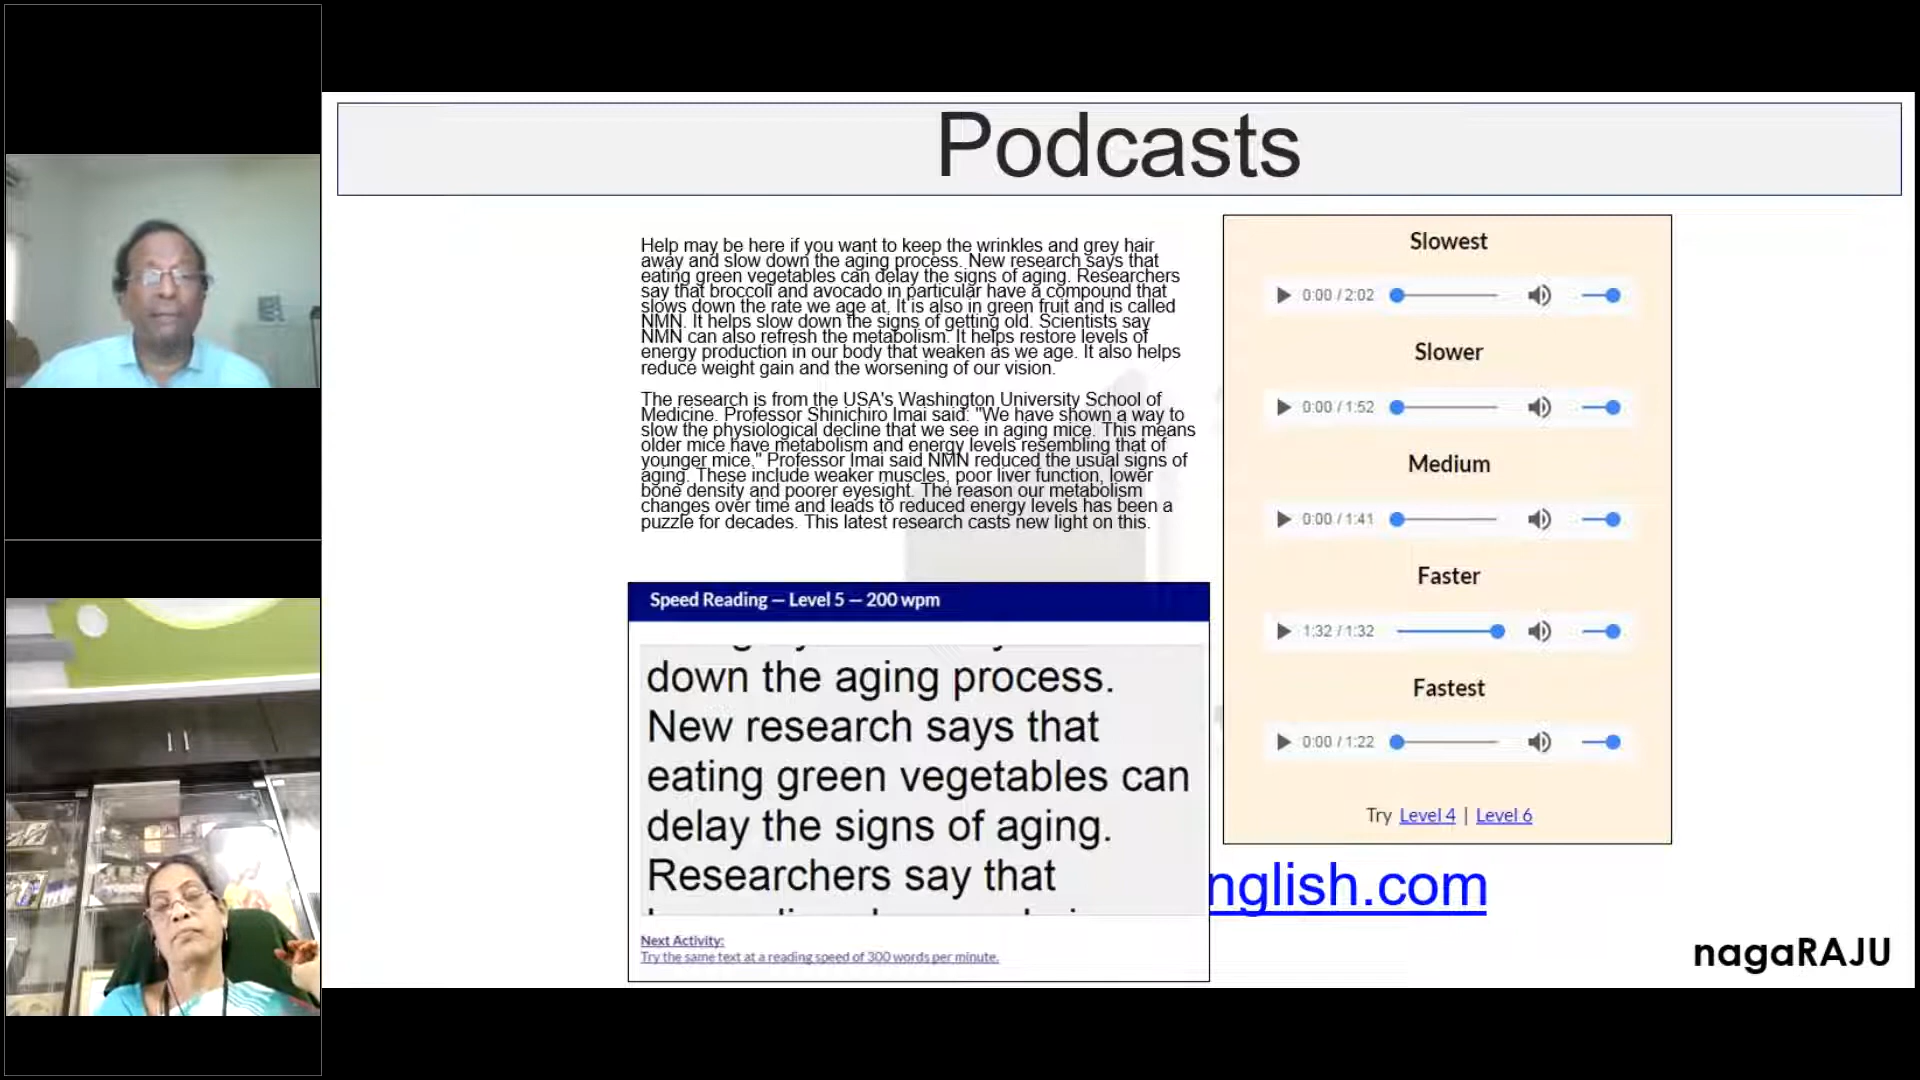 Podcasts
Help may be here if you want to keep the wrinkles and grey hair
away and slow down the aging process. New research says that
eating green vegetables can delay the signs of aging. Researchers
say that broccoli and avocado in particular have a compound that
slows down the rate we age at. It is also in green fruit and is called
NMN. It helps slow down the signs of getting old. Scientists say
NMN can also refresh the metabolism. It helps restore levels of
energy production in our body that weaken as we age. It also helps
reduce weight gain and the worsening of our vision.
The research is from the USA's Washington University School of
Medicine. Professor Shinichiro Imai said: "We have shown a way to
slow the physiological decline that we see in aging mice. This means
older mice have metabolism and energy levels resembling that of
younger mice." Professor Imai said NMN reduced the usual signs of
aging. These include weaker muscles, poor liver function, lower
bone density and poorer eyesight. The reason our metabolism
changes over time and leads to reduced energy levels has been a
puzzle for decades. This latest research casts new light on this.
Speed Reading — Level 5 — 200 wpm
down the aging process.
New research says that
eating green vegetables can
delay the signs of aging.
Researchers say that
Next Activity:
Try the same text at a reading speed of 300 words per minute.
Slowest
0:00 / 2:02
Slower
0:00 / 1:52
Medium
0:00 / 1:41
Faster
1:32 / 1:32
Fastest
0:00 / 1:22
Try Level 4 | Level 6
nglish.com
nagaRAJU